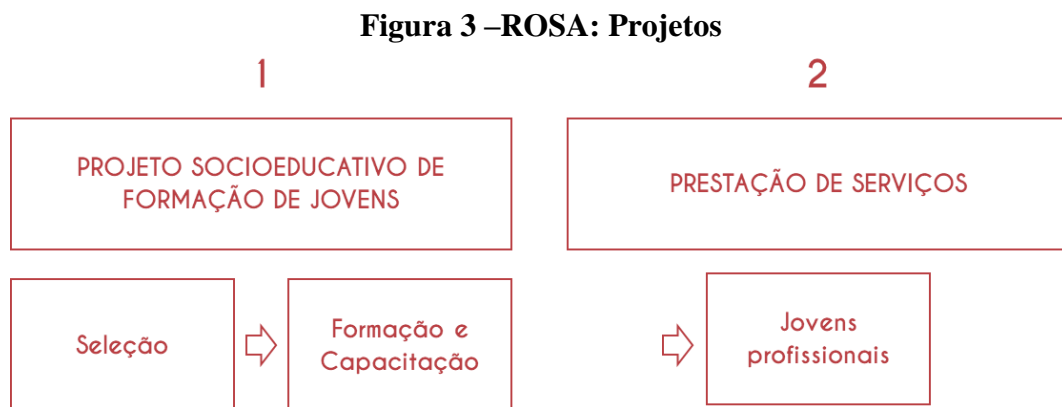 Figura 3 –ROSA: Projetos
1
2
PROJETO SOCIOEDUCATIVO DE
FORMAÇÃO DE JOVENS
PRESTAÇÃO DE SERVIÇOS
Seleção
Formação e
Capacitação
Jovens
profissionais